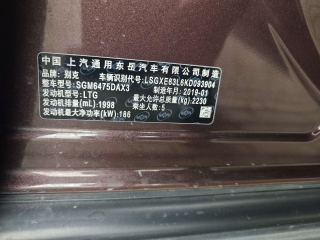 中国 上汽通用东岳汽车有限公司制造
品牌：别克 车辆识别代号：LSGXE83L6KD093904
整车型号：SGM6475DAX3 制造年月：2019-01
发动机型号：LTG 最大允许总质量(kg)：2230
发动机排量(mL)：1998 乘坐人数：5
发动机最大净功率(kW)：186